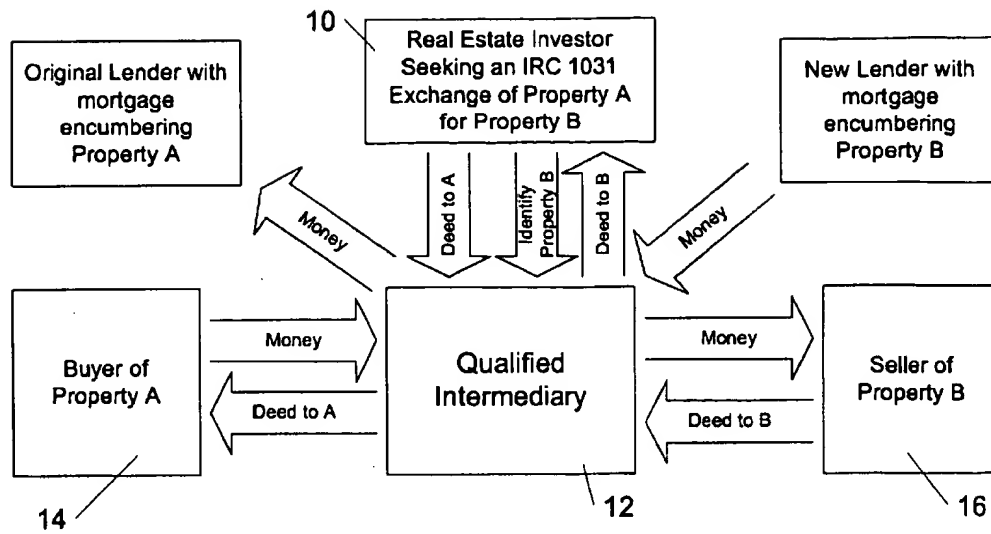 10
Real Estate Investor
Seeking an IRC 1031
Exchange of Property A
for Property B
Original Lender with
mortgage
encumbering
Property A
New Lender with
mortgage
encumbering
Property B
Money
Deed to A
Identify
Property B
Deed to B
Money
Buyer of
Property A
Money
Deed to A
Qualified
Intermediary
Money
Deed to B
Seller of
Property B
14
12
16